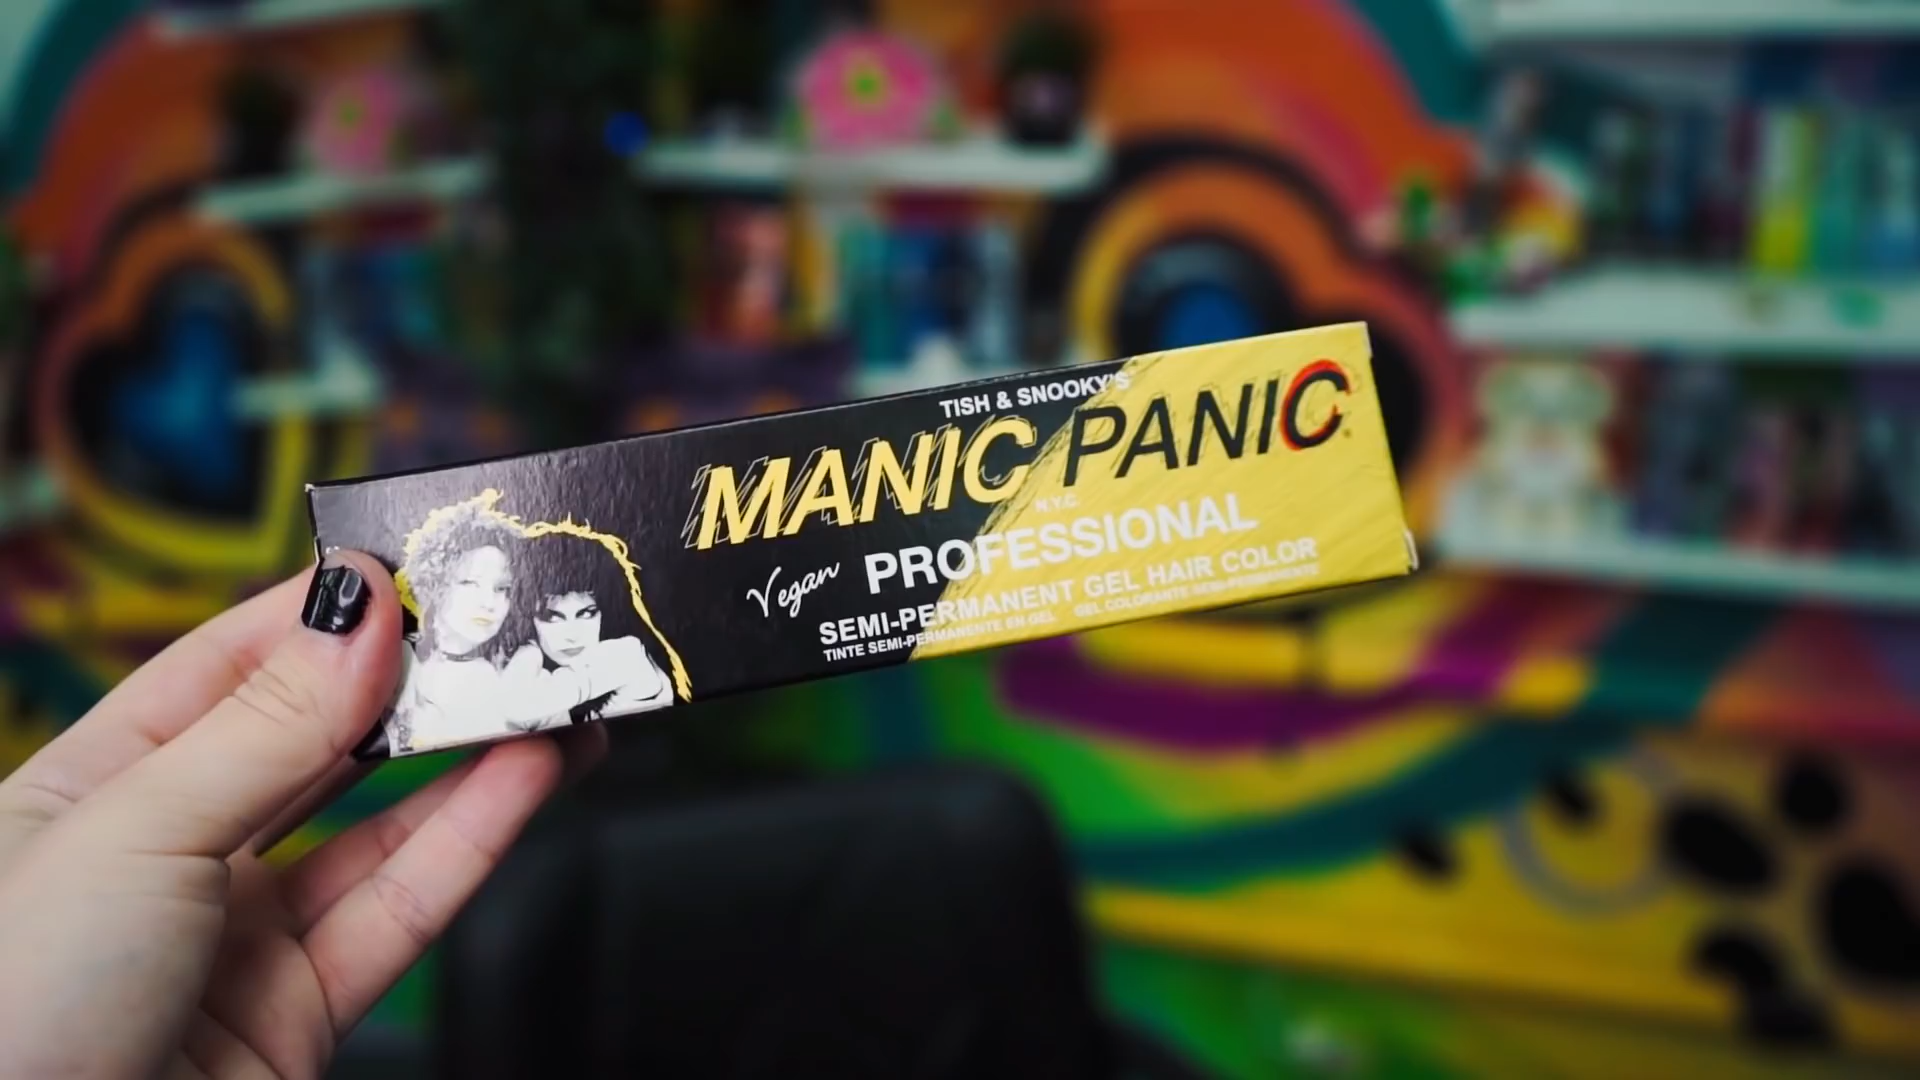 TISH & SNOOKY'S
MANIC PANIC®
N.Y.C.
Vegan PROFESSIONAL
SEMI-PERMANENT GEL HAIR COLOR
TINTE SEMI-PERMANENTE EN GEL GEL COLORANTE SEMI-PERMANENTE